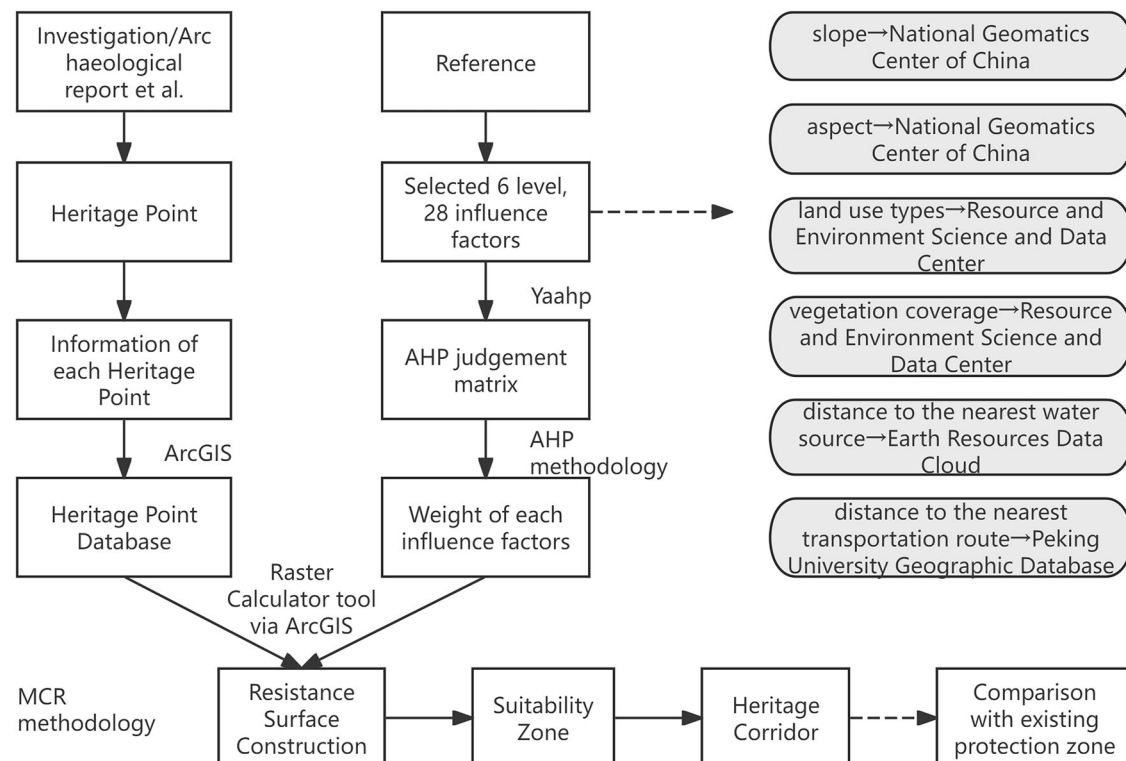 Investigation/Arc
haeological
report et al.
Heritage Point
Information of
each Heritage
Point
ArcGIS
Heritage Point
Database
Reference
Selected 6 level,
28 influence
factors
Yaahp
AHP judgement
matrix
AHP
methodology
Weight of each
influence factors
slope→National Geomatics
Center of China
aspect→National Geomatics
Center of China
land use types→Resource and
Environment Science and Data
Center
vegetation coverage→Resource
and Environment Science and
Data Center
distance to the nearest water
source→Earth Resources Data
Cloud
distance to the nearest
transportation route→Peking
University Geographic Database
Raster
Calculator tool
via ArcGIS
MCR
methodology
Resistance
Surface
Construction
Suitability
Zone
Heritage
Corridor
Comparison
with existing
protection zone